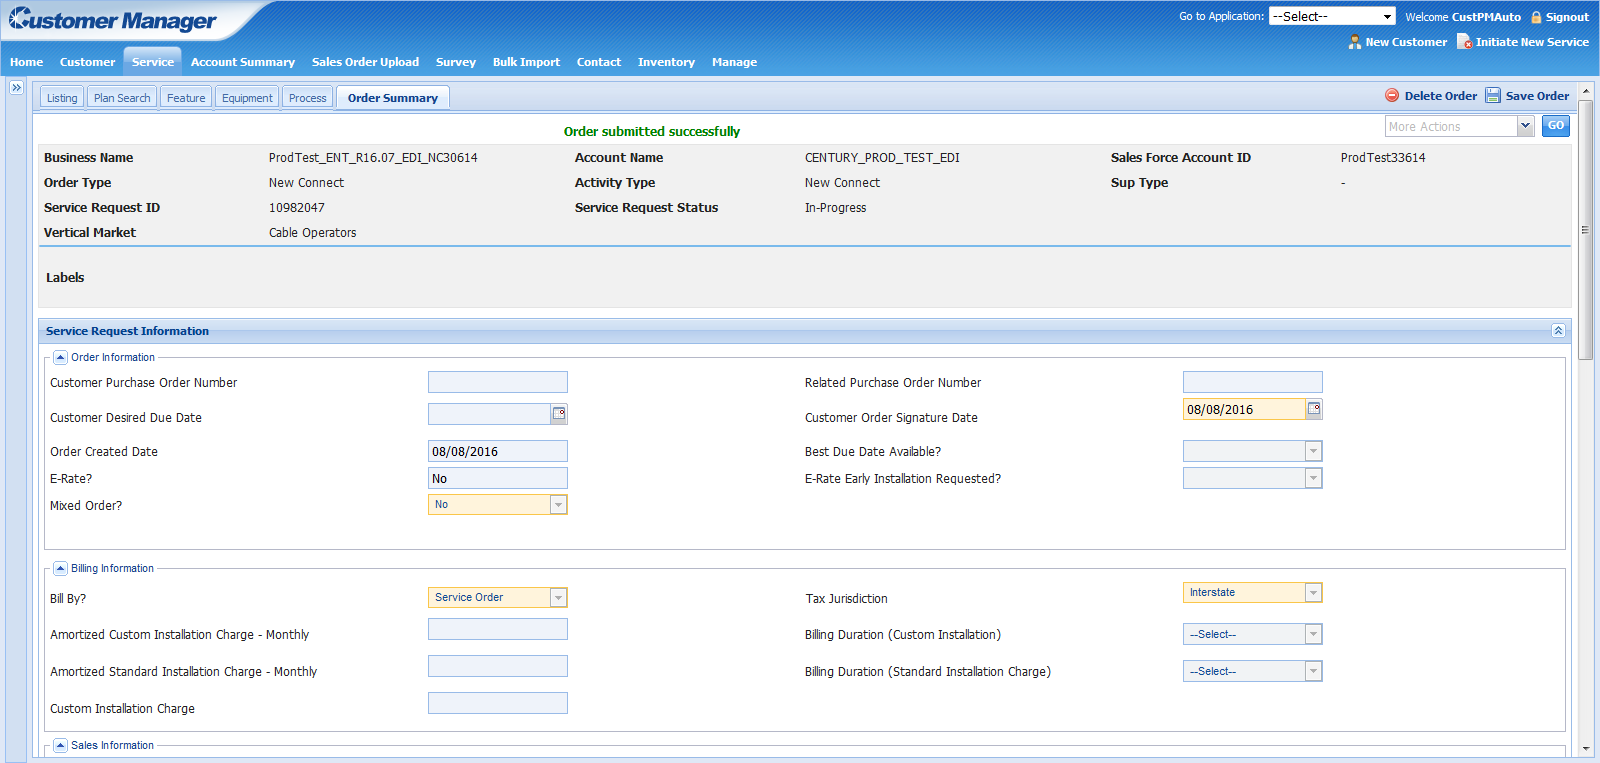 Customer Manager
Go to Application: --Select-- Welcome CustPMAuto Signout
New Customer Initiate New Service
Home Customer Service Account Summary Sales Order Upload Survey Bulk Import Contact Inventory Manage
Listing Plan Search Feature Equipment Process Order Summary Delete Order Save Order
Order submitted successfully More Actions GO
Business Name ProdTest_ENT_R16.07_EDI_NC30614 Account Name CENTURY_PROD_TEST_EDI Sales Force Account ID ProdTest33614
Order Type New Connect Activity Type New Connect Sup Type -
Service Request ID 10982047 Service Request Status In-Progress
Vertical Market Cable Operators
Labels
Service Request Information
Order Information
Customer Purchase Order Number Related Purchase Order Number
Customer Desired Due Date Customer Order Signature Date 08/08/2016
Order Created Date 08/08/2016 Best Due Date Available?
E-Rate? No E-Rate Early Installation Requested?
Mixed Order? No
Billing Information
Bill By? Service Order Tax Jurisdiction Interstate
Amortized Custom Installation Charge - Monthly Billing Duration (Custom Installation) --Select--
Amortized Standard Installation Charge - Monthly Billing Duration (Standard Installation Charge) --Select--
Custom Installation Charge
Sales Information